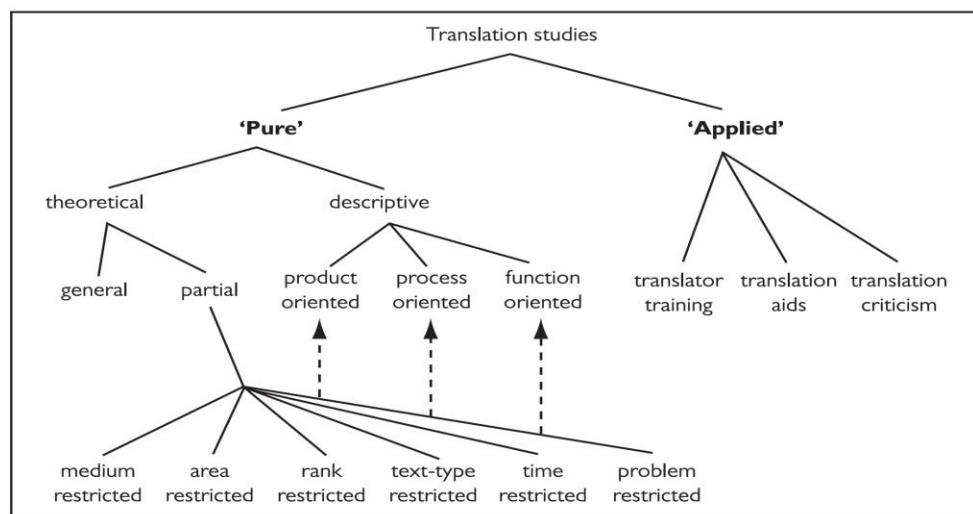 Translation studies
‘Pure’ ‘Applied’
theoretical descriptive
general partial product oriented process oriented function oriented translator training translation aids translation criticism
medium restricted area restricted rank restricted text-type restricted time restricted problem restricted